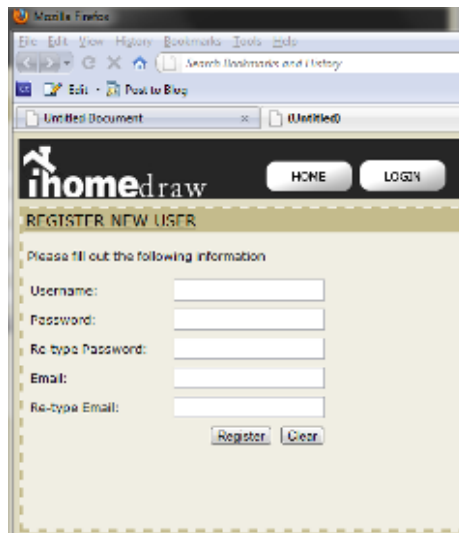 Mozilla Firefox
File Edit View History Bookmarks Tools Help
Search Bookmarks and History
Edit · Post to Blog
Untitled Document × (Untitled)
ihomedraw HOME LOGIN
REGISTER NEW USER
Please fill out the following information
Username:
Password:
Re-type Password:
Email:
Re-type Email:
Register Clear